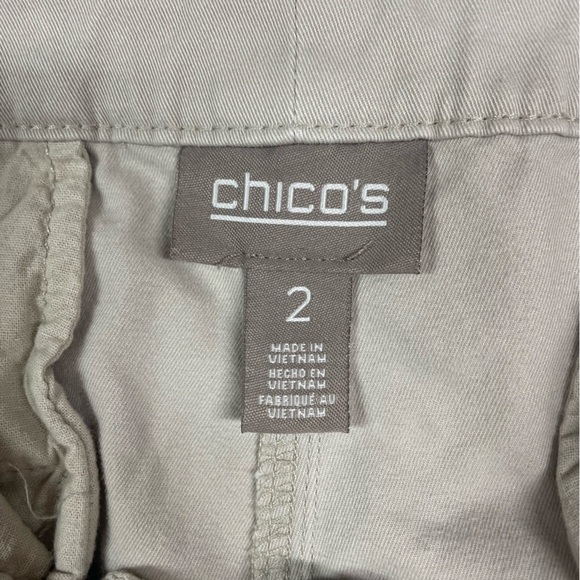 chico's
2
MADE IN
VIETNAM
HECHO EN
VIETNAM
FABRIQUÉ AU
VIETNAM